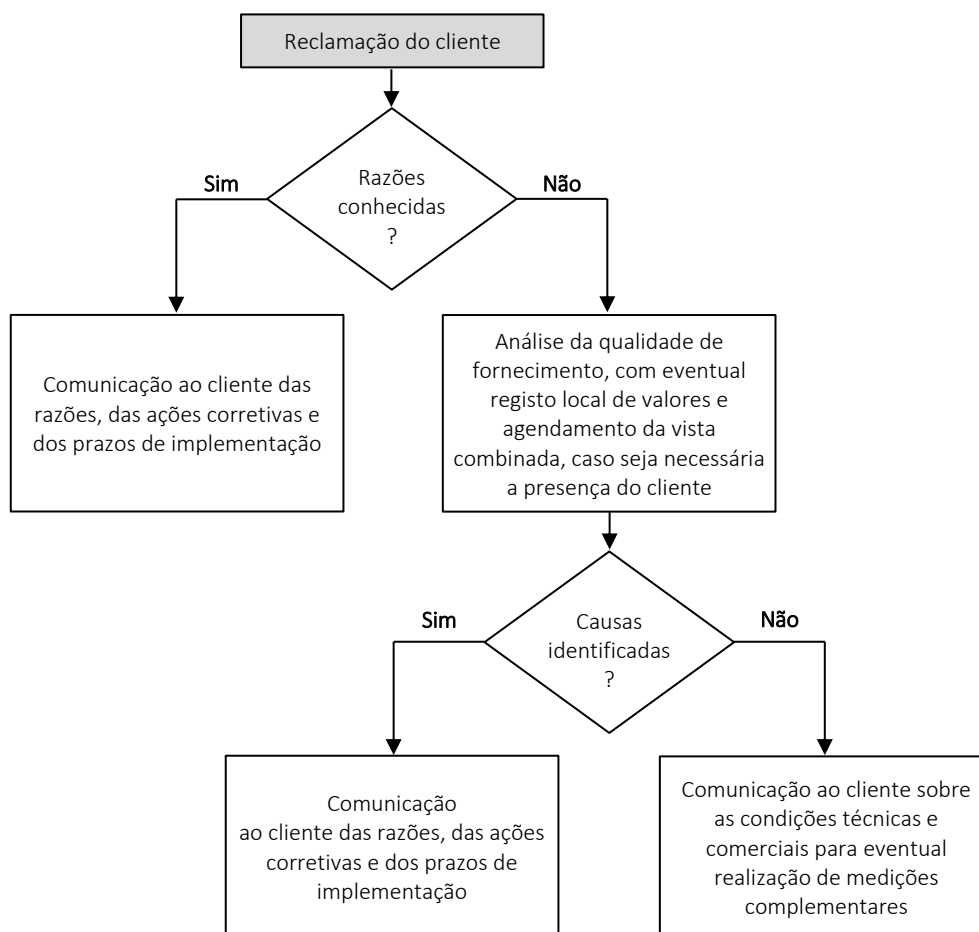 Reclamação do cliente
Razões
conhecidas
?
Sim
Não
Comunicação ao cliente das
razões, das ações corretivas e
dos prazos de implementação
Análise da qualidade de
fornecimento, com eventual
registo local de valores e
agendamento da vista
combinada, caso seja necessária
a presença do cliente
Causas
identificadas
?
Sim
Não
Comunicação
ao cliente das razões, das ações
corretivas e dos prazos de
implementação
Comunicação ao cliente sobre
as condições técnicas e
comerciais para eventual
realização de medições
complementares